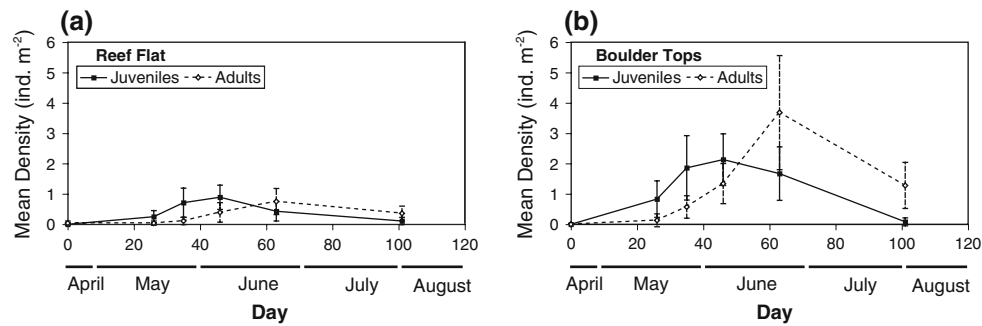 (a)
Mean Density (ind. m-2)
6
5
4
3
2
1
0
Reef Flat
Juveniles Adults
0 20 40 60 80 100 120
April May June July August
Day
(b)
Mean Density (ind. m-2)
6
5
4
3
2
1
0
Boulder Tops
Juveniles Adults
0 20 40 60 80 100 120
April May June July August
Day